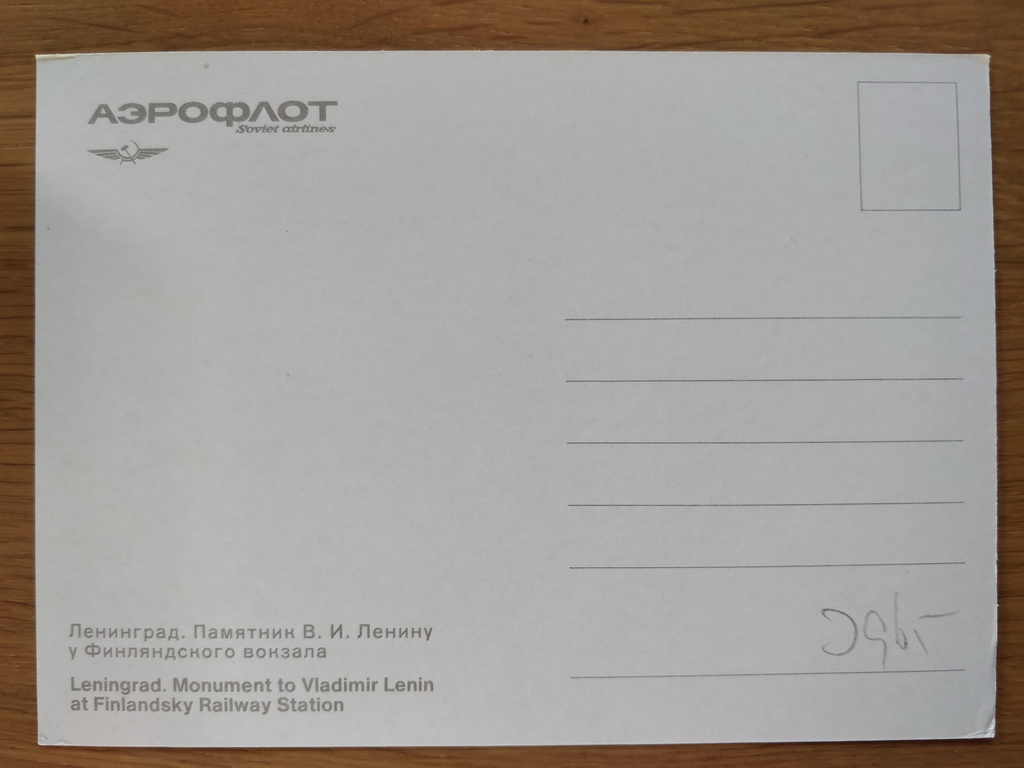 АЭРОФЛОТ
Soviet airlines
Ленинград. Памятник В. И. Ленину
у Финляндского вокзала
Leningrad. Monument to Vladimir Lenin
at Finlandsky Railway Station